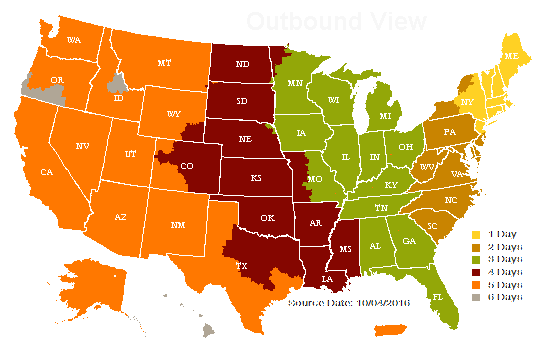 Outbound View
WA
MT
ND
MN
ME
OR
ID
SD
WI
MI
NY
WY
IA
PA
NE
NV
UT
CO
IL
IN
OH
WV
VA
CA
KS
MO
KY
NC
TN
AZ
NM
OK
AR
SC
MS
AL
GA
TX
LA
FL
1 Day
2 Days
3 Days
4 Days
5 Days
6 Days
Source Date: 10/04/2016